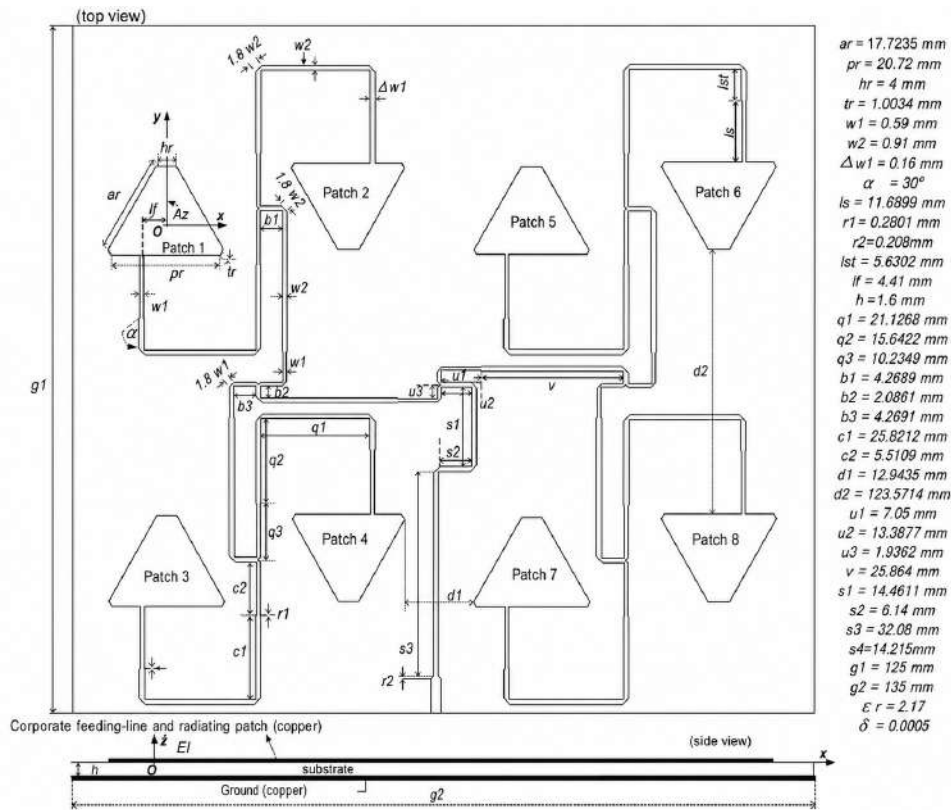 (top view)
1.8 w2
w2
Δw1
lst
ls
y
hr
ar
lf
Az
x
O
Patch 1
pr
tr
w1
α
Patch 2
1.8 w2
b1
w2
w1
Patch 5
Patch 6
g1
d2
1.8 w1
b3
b2
u3
u1
v
u2
s1
s2
q1
q2
q3
Patch 3
Patch 4
Patch 7
Patch 8
c2
r1
c1
d1
s3
r2
Corporate feeding-line and radiating patch (copper)
(side view)
z
El
x
h
O
substrate
Ground (copper)
g2
ar = 17.7235 mm
pr = 20.72 mm
hr = 4 mm
tr = 1.0034 mm
w1 = 0.59 mm
w2 = 0.91 mm
Δw1 = 0.16 mm
α = 30º
ls = 11.6899 mm
r1 = 0.2801 mm
r2=0.208mm
lst = 5.6302 mm
lf = 4.41 mm
h = 1.6 mm
q1 = 21.1268 mm
q2 = 15.6422 mm
q3 = 10.2349 mm
b1 = 4.2689 mm
b2 = 2.0861 mm
b3 = 4.2691 mm
c1 = 25.8212 mm
c2 = 5.5109 mm
d1 = 12.9435 mm
d2 = 123.5714 mm
u1 = 7.05 mm
u2 = 13.3877 mm
u3 = 1.9362 mm
v = 25.864 mm
s1 = 14.4611 mm
s2 = 6.14 mm
s3 = 32.08 mm
s4=14.215mm
g1 = 125 mm
g2 = 135 mm
ε r = 2.17
δ = 0.0005